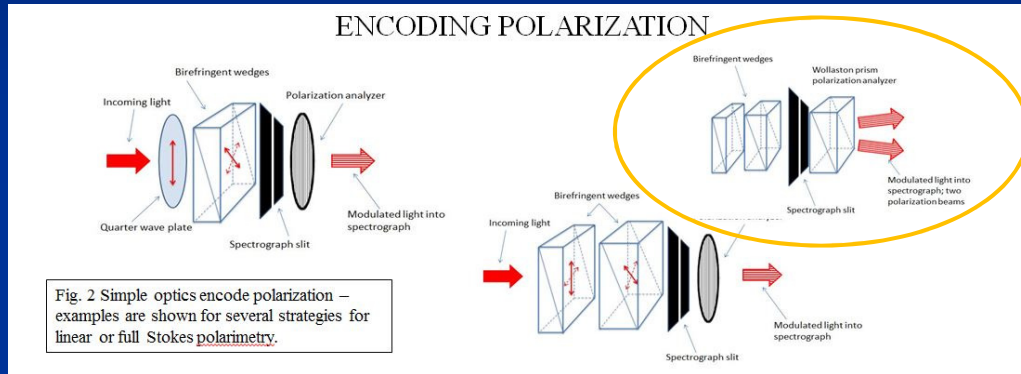 ENCODING POLARIZATION
Birefringent wedges
Incoming light
Polarization analyzer
Quarter wave plate
Spectrograph slit
Modulated light into
spectrograph
Birefringent wedges
Wollaston prism
polarization analyzer
Spectrograph slit
Modulated light into
spectrograph; two
polarization beams
Birefringent wedges
Incoming light
Spectrograph slit
Modulated light into
spectrograph
Fig. 2 Simple optics encode polarization –
examples are shown for several strategies for
linear or full Stokes polarimetry.